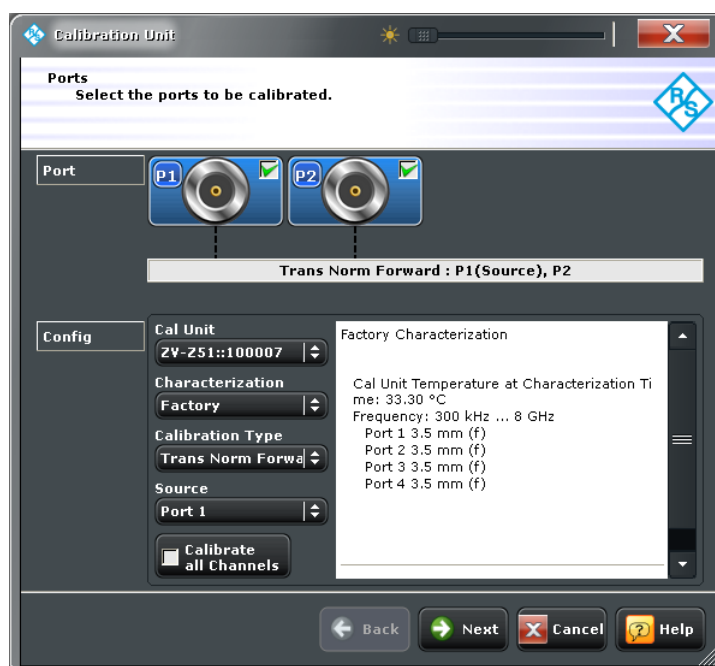 Calibration Unit
Ports
Select the ports to be calibrated.
R&S
Port
P1
P2
Trans Norm Forward : P1(Source), P2
Config
Cal Unit
ZV-Z51::100007
Characterization
Factory
Calibration Type
Trans Norm Forwa
Source
Port 1
Calibrate
all Channels
Factory Characterization
Cal Unit Temperature at Characterization Ti
me: 33.30 °C
Frequency: 300 kHz ... 8 GHz
Port 1 3.5 mm (f)
Port 2 3.5 mm (f)
Port 3 3.5 mm (f)
Port 4 3.5 mm (f)
Back
Next
X Cancel
? Help